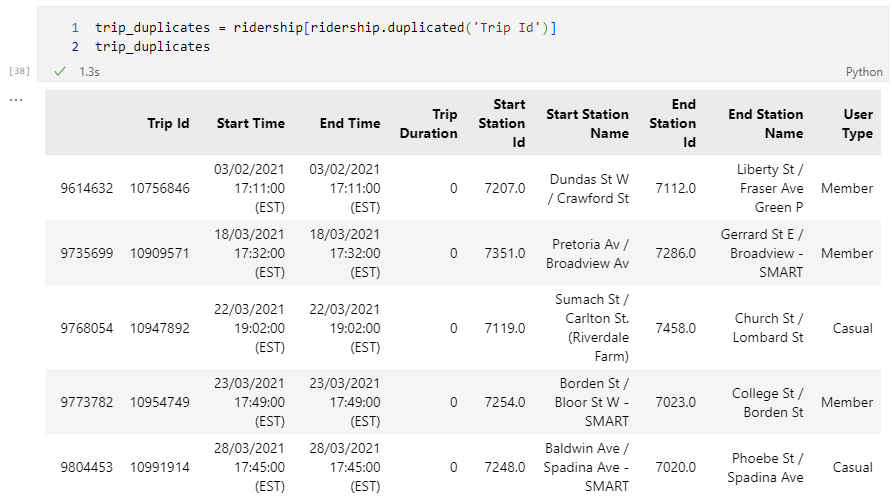 1 trip_duplicates = ridership[ridership.duplicated('Trip Id')]
2 trip_duplicates
[38] ✓ 1.3s Python
...
Trip Id Start Time End Time Trip Duration Start Station Id Start Station Name End Station Id End Station Name User Type
9614632 10756846 03/02/2021 17:11:00 (EST) 03/02/2021 17:11:00 (EST) 0 7207.0 Dundas St W / Crawford St 7112.0 Liberty St / Fraser Ave Green P Member
9735699 10909571 18/03/2021 17:32:00 (EST) 18/03/2021 17:32:00 (EST) 0 7351.0 Pretoria Av / Broadview Av 7286.0 Gerrard St E / Broadview - SMART Member
9768054 10947892 22/03/2021 19:02:00 (EST) 22/03/2021 19:02:00 (EST) 0 7119.0 Sumach St / Carlton St. (Riverdale Farm) 7458.0 Church St / Lombard St Casual
9773782 10954749 23/03/2021 17:49:00 (EST) 23/03/2021 17:49:00 (EST) 0 7254.0 Borden St / Bloor St W - SMART 7023.0 College St / Borden St Member
9804453 10991914 28/03/2021 17:45:00 (EST) 28/03/2021 17:45:00 (EST) 0 7248.0 Baldwin Ave / Spadina Ave - SMART 7020.0 Phoebe St / Spadina Ave Casual